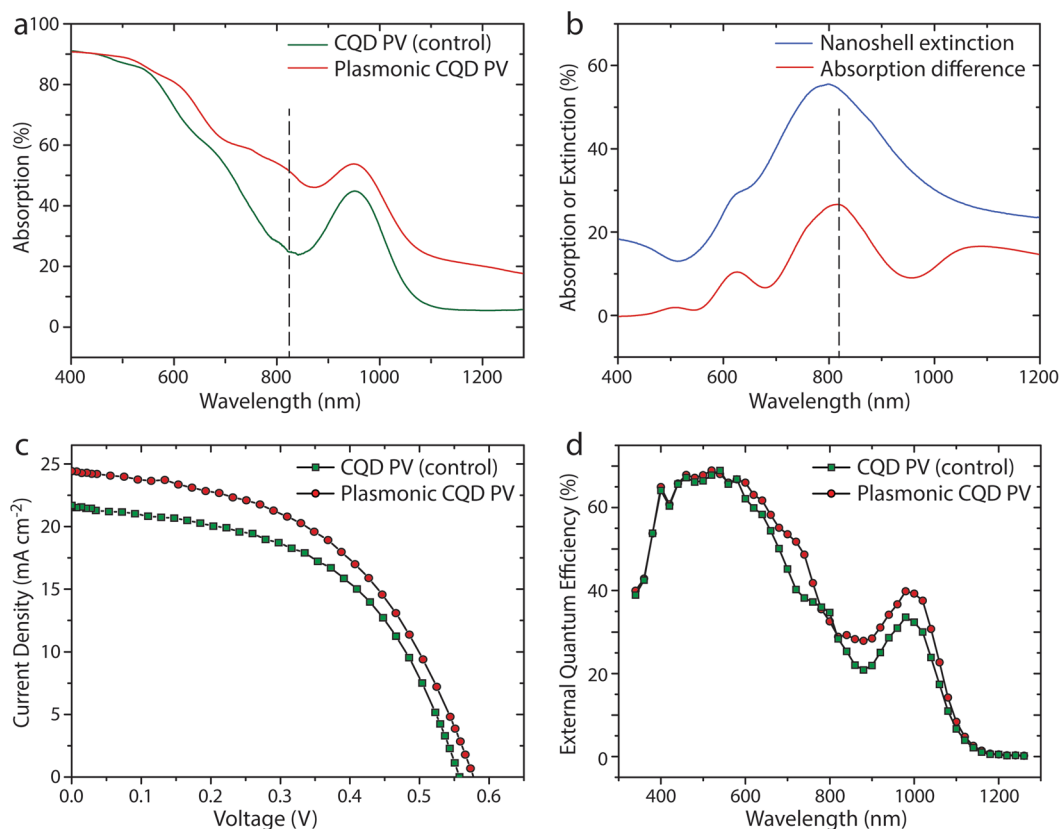 a
CQD PV (control)
Plasmonic CQD PV
100
80
60
40
20
0
Absorption (%)
400
600
800
1000
1200
Wavelength (nm)
b
Nanoshell extinction
Absorption difference
60
40
20
0
Absorption or Extinction (%)
400
600
800
1000
1200
Wavelength (nm)
c
CQD PV (control)
Plasmonic CQD PV
25
20
15
10
5
0
Current Density (mA cm⁻²)
0.0
0.1
0.2
0.3
0.4
0.5
0.6
Voltage (V)
d
CQD PV (control)
Plasmonic CQD PV
60
40
20
0
External Quantum Efficiency (%)
400
600
800
1000
1200
Wavelength (nm)